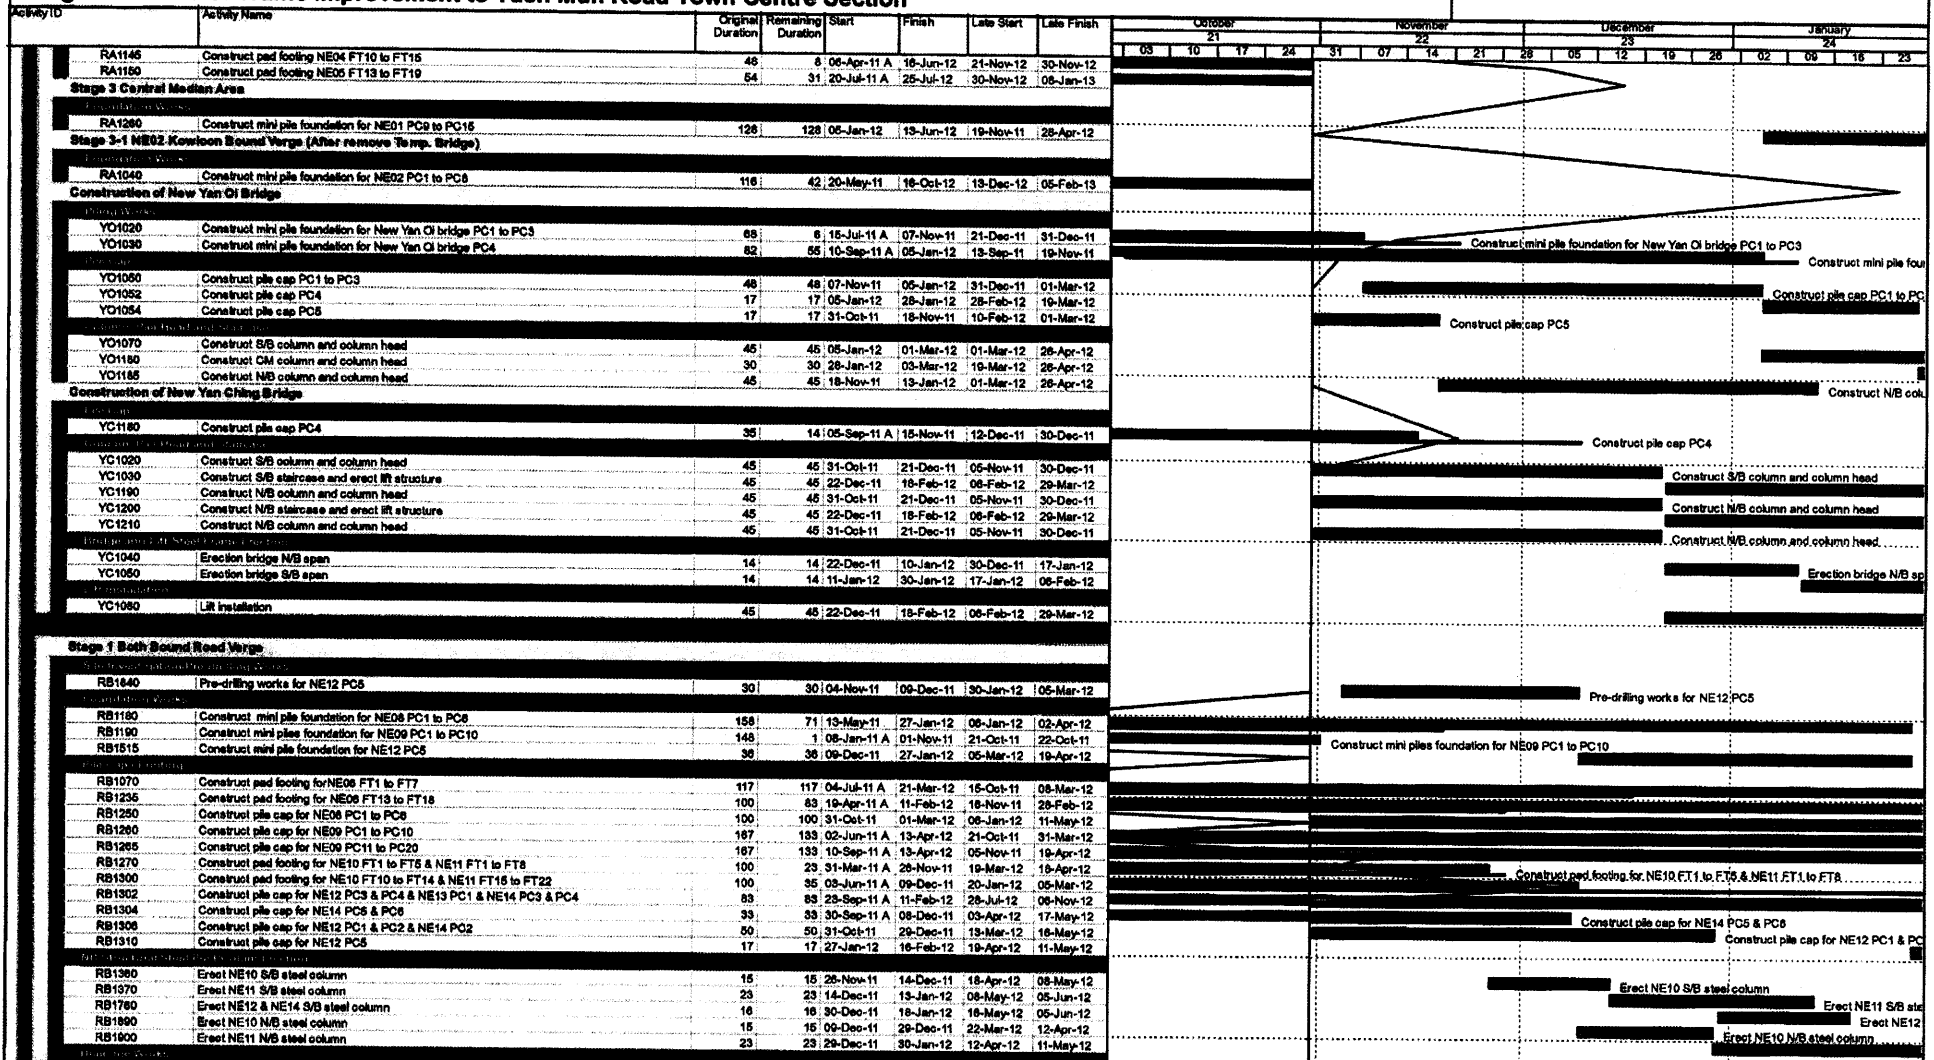 Improvement to Tuen Mun Road Town Centre Section
Activity ID Activity Name Original Duration Remaining Duration Start Finish Late Start Late Finish October November December January
21 22 23 24
03 10 17 24 31 07 14 21 28 05 12 19 26 02 09 16 23
RA1145 Construct pad footing NE04 FT10 to FT15 48 8 06-Apr-11 A 16-Jun-12 21-Nov-12 30-Nov-12
RA1150 Construct pad footing NE05 FT13 to FT19 54 31 20-Jul-11 A 25-Jul-12 30-Nov-12 08-Jan-13
Stage 3 Central Median Area
Foundation Works
RA1260 Construct mini pile foundation for NE01 PC9 to PC15 128 128 05-Jan-12 13-Jun-12 19-Nov-11 28-Apr-12
Stage 3-1 NE02-Kowloon Bound Verge (After remove Temp. Bridge)
Foundation Works
RA1040 Construct mini pile foundation for NE02 PC1 to PC8 116 42 20-May-11 16-Oct-12 13-Dec-12 05-Feb-13
Construction of New Yan Oi Bridge
Piling Works
YO1020 Construct mini pile foundation for New Yan Oi bridge PC1 to PC3 68 6 15-Jul-11 A 07-Nov-11 21-Dec-11 31-Dec-11 Construct mini pile foundation for New Yan Oi bridge PC1 to PC3
YO1030 Construct mini pile foundation for New Yan Oi bridge PC4 82 55 10-Sep-11 A 05-Jan-12 13-Sep-11 19-Nov-11 Construct mini pile four
YO1050 Construct pile cap PC1 to PC3 48 48 07-Nov-11 05-Jan-12 31-Dec-11 01-Mar-12 Construct pile cap PC1 to PC
YO1052 Construct pile cap PC4 17 17 05-Jan-12 28-Jan-12 28-Feb-12 19-Mar-12
YO1054 Construct pile cap PC5 17 17 31-Oct-11 18-Nov-11 10-Feb-12 01-Mar-12 Construct pile cap PC5
YO1070 Construct S/B column and column head 45 45 05-Jan-12 01-Mar-12 01-Mar-12 26-Apr-12
YO1180 Construct CM column and column head 30 30 28-Jan-12 03-Mar-12 19-Mar-12 26-Apr-12
YO1185 Construct N/B column and column head 45 45 18-Nov-11 13-Jan-12 01-Mar-12 26-Apr-12 Construct N/B colu
Construction of New Yan Ching Bridge
YC1180 Construct pile cap PC4 35 14 05-Sep-11 A 15-Nov-11 12-Dec-11 30-Dec-11 Construct pile cap PC4
YC1020 Construct S/B column and column head 45 45 31-Oct-11 21-Dec-11 05-Nov-11 30-Dec-11 Construct S/B column and column head
YC1030 Construct S/B staircase and erect lift structure 45 45 22-Dec-11 18-Feb-12 06-Feb-12 29-Mar-12
YC1190 Construct N/B column and column head 45 45 31-Oct-11 21-Dec-11 05-Nov-11 30-Dec-11 Construct N/B column and column head
YC1200 Construct N/B staircase and erect lift structure 45 45 22-Dec-11 18-Feb-12 06-Feb-12 29-Mar-12
YC1210 Construct N/B column and column head 45 45 31-Oct-11 21-Dec-11 05-Nov-11 30-Dec-11 Construct N/B column and column head
Bridge and Lift Steel Frame Erection
YC1040 Erection bridge N/B span 14 14 22-Dec-11 10-Jan-12 30-Dec-11 17-Jan-12 Erection bridge N/B sp
YC1050 Erection bridge S/B span 14 14 11-Jan-12 30-Jan-12 17-Jan-12 06-Feb-12
YC1060 Lift installation 45 45 22-Dec-11 18-Feb-12 06-Feb-12 29-Mar-12
Stage 1 Both Bound Road Verge
RB1640 Pre-drilling works for NE12 PC5 30 30 04-Nov-11 09-Dec-11 30-Jan-12 05-Mar-12 Pre-drilling works for NE12 PC5
Foundation Works
RB1180 Construct mini pile foundation for NE08 PC1 to PC6 158 71 13-May-11 27-Jan-12 06-Jan-12 02-Apr-12
RB1190 Construct mini piles foundation for NE09 PC1 to PC10 148 1 08-Jan-11 A 01-Nov-11 21-Oct-11 22-Oct-11 Construct mini piles foundation for NE09 PC1 to PC10
RB1515 Construct mini pile foundation for NE12 PC5 36 36 09-Dec-11 27-Jan-12 05-Mar-12 19-Apr-12
RB1070 Construct pad footing forNE08 FT1 to FT7 117 117 04-Jul-11 A 21-Mar-12 15-Oct-11 08-Mar-12
RB1235 Construct pad footing for NE08 FT13 to FT18 100 83 19-Apr-11 A 11-Feb-12 16-Nov-11 28-Feb-12
RB1250 Construct pile cap for NE08 PC1 to PC6 100 100 31-Oct-11 01-Mar-12 06-Jan-12 11-May-12
RB1260 Construct pile cap for NE09 PC1 to PC10 167 133 02-Jun-11 A 13-Apr-12 21-Oct-11 31-Mar-12
RB1265 Construct pile cap for NE09 PC11 to PC20 167 133 10-Sep-11 A 13-Apr-12 05-Nov-11 19-Apr-12
RB1270 Construct pad footing for NE10 FT1 to FT5 & NE11 FT1 to FT8 100 23 31-Mar-11 A 26-Nov-11 19-Mar-12 18-Apr-12 Construct pad footing for NE10 FT1 to FT5 & NE11 FT1 to FT8
RB1300 Construct pad footing for NE10 FT10 to FT14 & NE11 FT15 to FT22 100 35 03-Jun-11 A 09-Dec-11 20-Jan-12 05-Mar-12
RB1302 Construct pile cap for NE12 PC3 & PC4 & NE13 PC1 & NE14 PC3 & PC4 83 83 23-Sep-11 A 11-Feb-12 28-Jul-12 06-Nov-12
RB1304 Construct pile cap for NE14 PC5 & PC6 33 33 30-Sep-11 A 08-Dec-11 03-Apr-12 17-May-12 Construct pile cap for NE14 PC5 & PC6
RB1306 Construct pile cap for NE12 PC1 & PC2 & NE14 PC2 50 50 31-Oct-11 29-Dec-11 13-Mar-12 16-May-12 Construct pile cap for NE12 PC1 & PC
RB1310 Construct pile cap for NE12 PC5 17 17 27-Jan-12 16-Feb-12 19-Apr-12 11-May-12
RB1360 Erect NE10 S/B steel column 15 15 26-Nov-11 14-Dec-11 18-Apr-12 08-May-12 Erect NE10 S/B steel column
RB1370 Erect NE11 S/B steel column 23 23 14-Dec-11 13-Jan-12 08-May-12 05-Jun-12 Erect NE11 S/B ste
RB1760 Erect NE12 & NE14 S/B steel column 16 16 30-Dec-11 18-Jan-12 16-May-12 05-Jun-12 Erect NE12
RB1890 Erect NE10 N/B steel column 15 15 09-Dec-11 29-Dec-11 22-Mar-12 12-Apr-12 Erect NE10 N/B steel column
RB1900 Erect NE11 N/B steel column 23 23 29-Dec-11 30-Jan-12 12-Apr-12 11-May-12